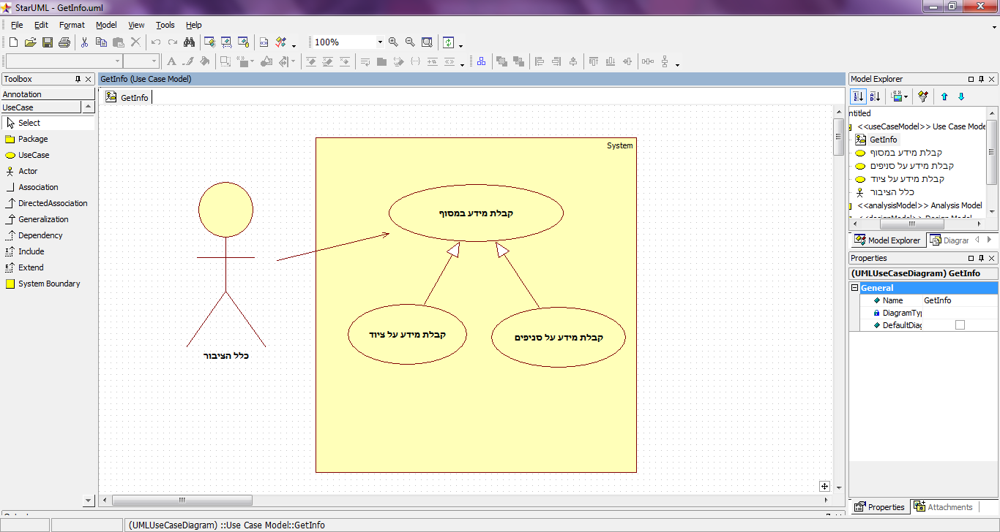 StarUML - GetInfo.uml
File Edit Format Model View Tools Help
100%
Toolbox
Annotation
UseCase
Select
Package
UseCase
Actor
Association
DirectedAssociation
Generalization
Dependency
Include
Extend
System Boundary
GetInfo (Use Case Model)
GetInfo
System
קבלת מידע במסוף
קבלת מידע על ציוד
קבלת מידע על סניפים
כלל הציבור
Model Explorer
ntitled
<<useCaseModel>> Use Case Mode
GetInfo
קבלת מידע במסוף
קבלת מידע על סניפים
קבלת מידע על ציוד
כלל הציבור
<<analysisModel>> Analysis Model
Model Explorer Diagrar
Properties
(UMLUseCaseDiagram) GetInfo
General
Name GetInfo
DiagramTyp
DefaultDiag
Properties Attachments
(UMLUseCaseDiagram) ::Use Case Model::GetInfo